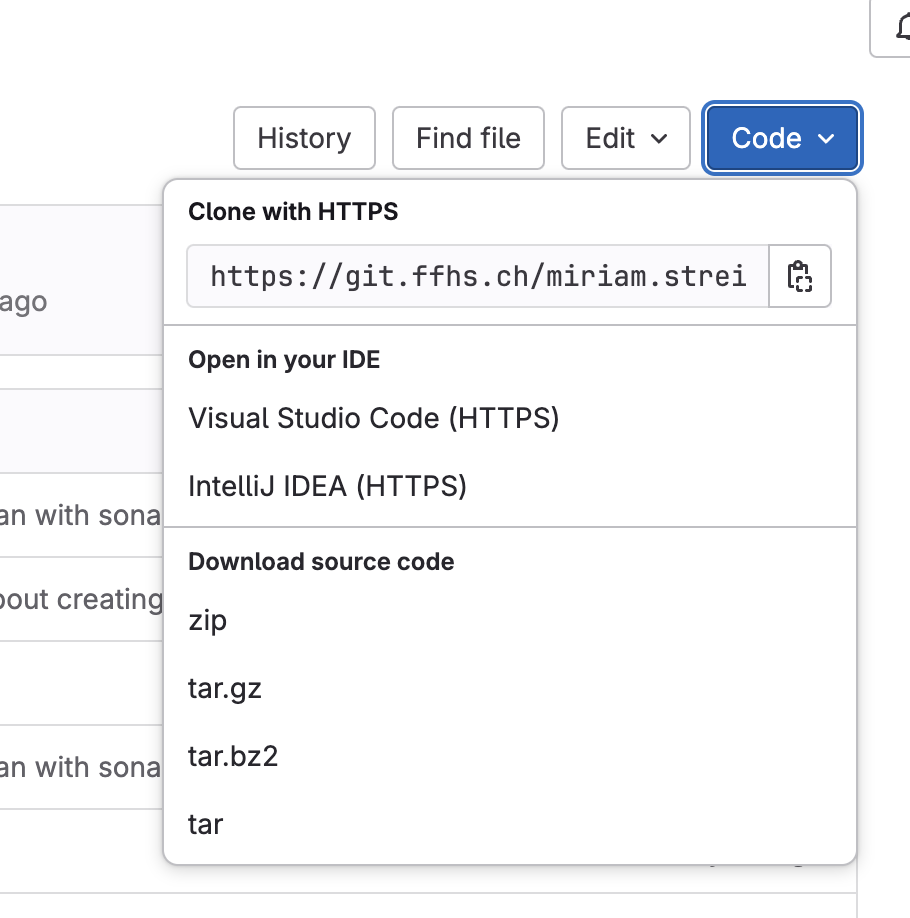 History Find file Edit Code
Clone with HTTPS
https://git.ffhs.ch/miriam.strei
ago
Open in your IDE
Visual Studio Code (HTTPS)
IntelliJ IDEA (HTTPS)
an with sona
Download source code
bout creating
zip
tar.gz
tar.bz2
an with sona
tar